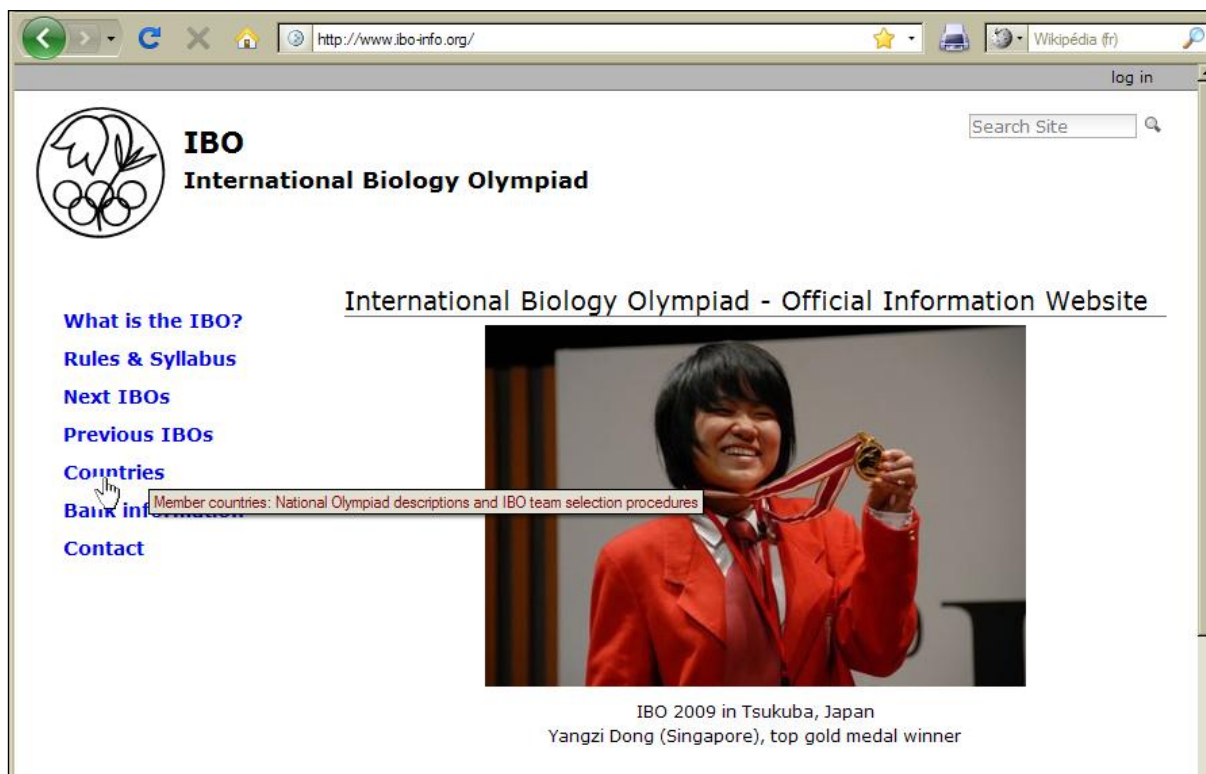 http://www.ibo-info.org/
Wikipédia (fr)
log in
Search Site
IBO
International Biology Olympiad
International Biology Olympiad - Official Information Website
What is the IBO?
Rules & Syllabus
Next IBOs
Previous IBOs
Countries
Member countries: National Olympiad descriptions and IBO team selection procedures
Contact
IBO 2009 in Tsukuba, Japan
Yangzi Dong (Singapore), top gold medal winner